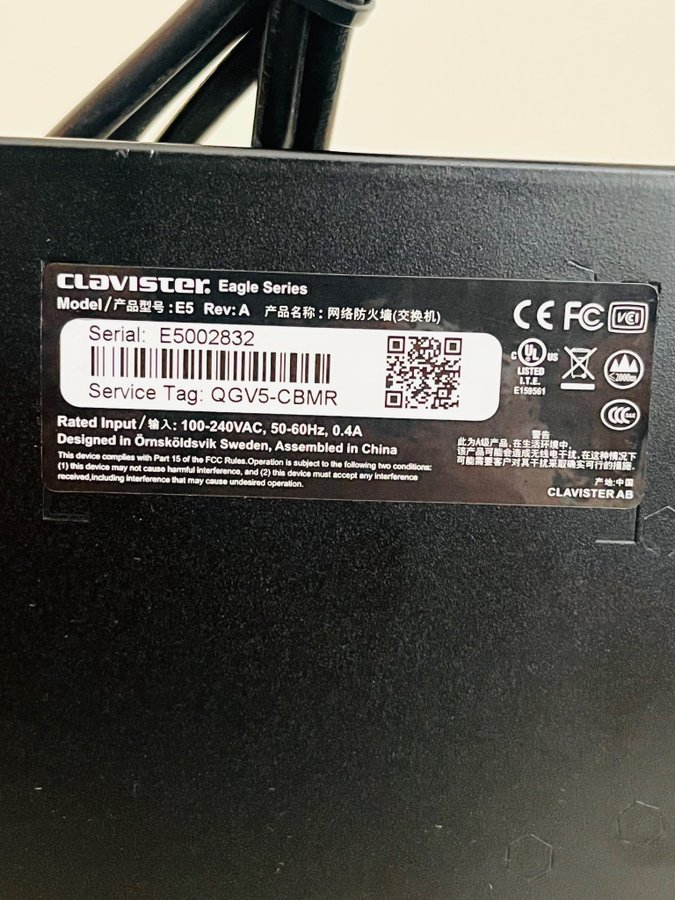 CLAVISTER. Eagle Series
Model/产品型号:E5 Rev:A 产品名称:网络防火墙(交换机)
Serial: E5002832
Service Tag: QGV5-CBMR
Rated Input/输入: 100-240VAC, 50-60Hz, 0.4A
Designed in Örnsköldsvik Sweden, Assembled in China
This device complies with Part 15 of the FCC Rules.Operation is subject to the following two conditions:
(1) this device may not cause harmful interference, and (2) this device must accept any interference
received,including interference that may cause undesired operation.
CE FC VCI
C UL US
LISTED
I.T.E.
E159561
≤2000m
CCC
警告
此为A级产品,在生活环境中,
该产品可能会造成无线电干扰,在这种情况下
可能需要客户对其干扰采取确实可行的措施.
产地:中国
CLAVISTER AB